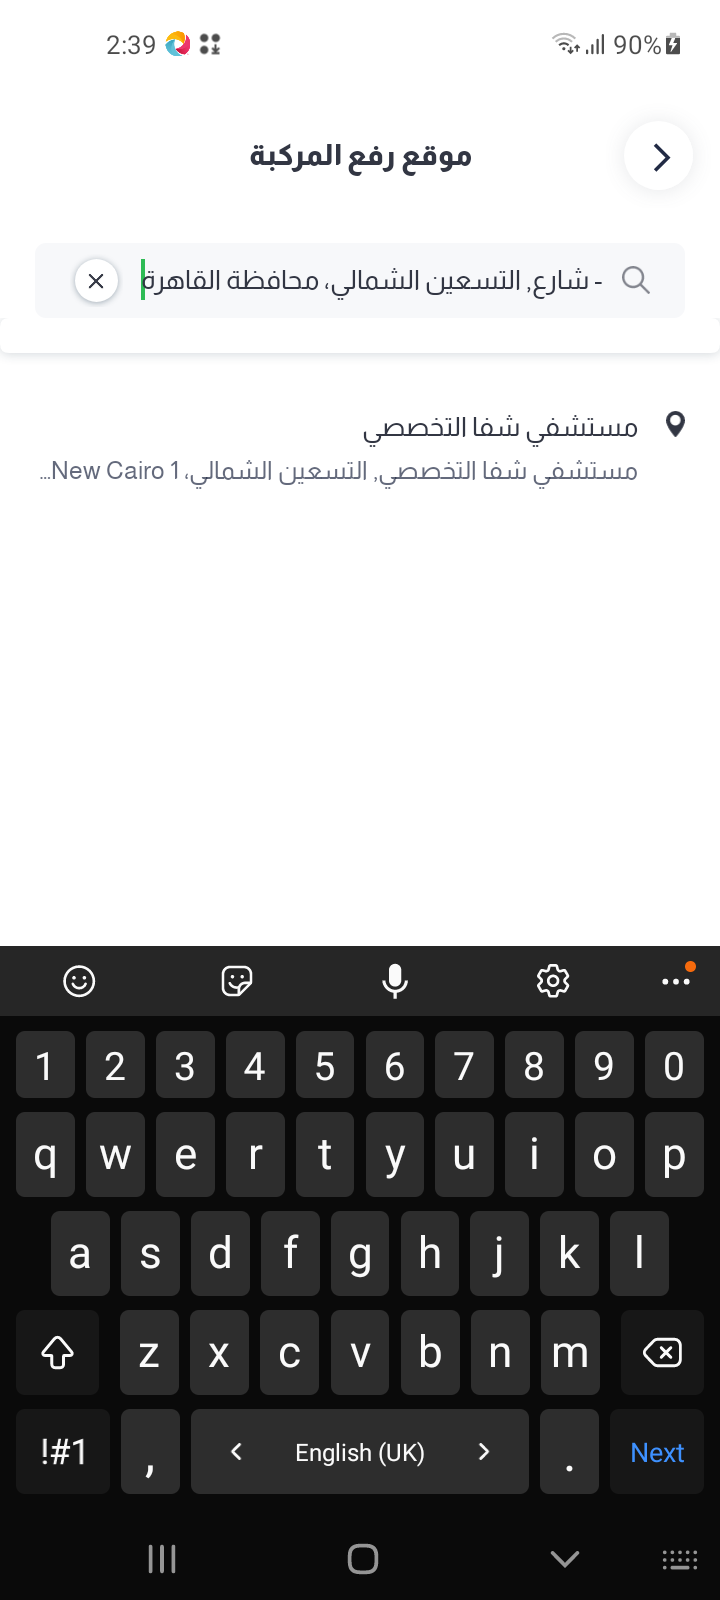 2:39
90%
موقع رفع المركبة
- شارع, التسعين الشمالي، محافظة القاهرة
مستشفي شفا التخصصي
مستشفي شفا التخصصي, التسعين الشمالي، New Cairo 1...
1 2 3 4 5 6 7 8 9 0
q w e r t y u i o p
a s d f g h j k l
z x c v b n m
!#1 , < English (UK) > . Next